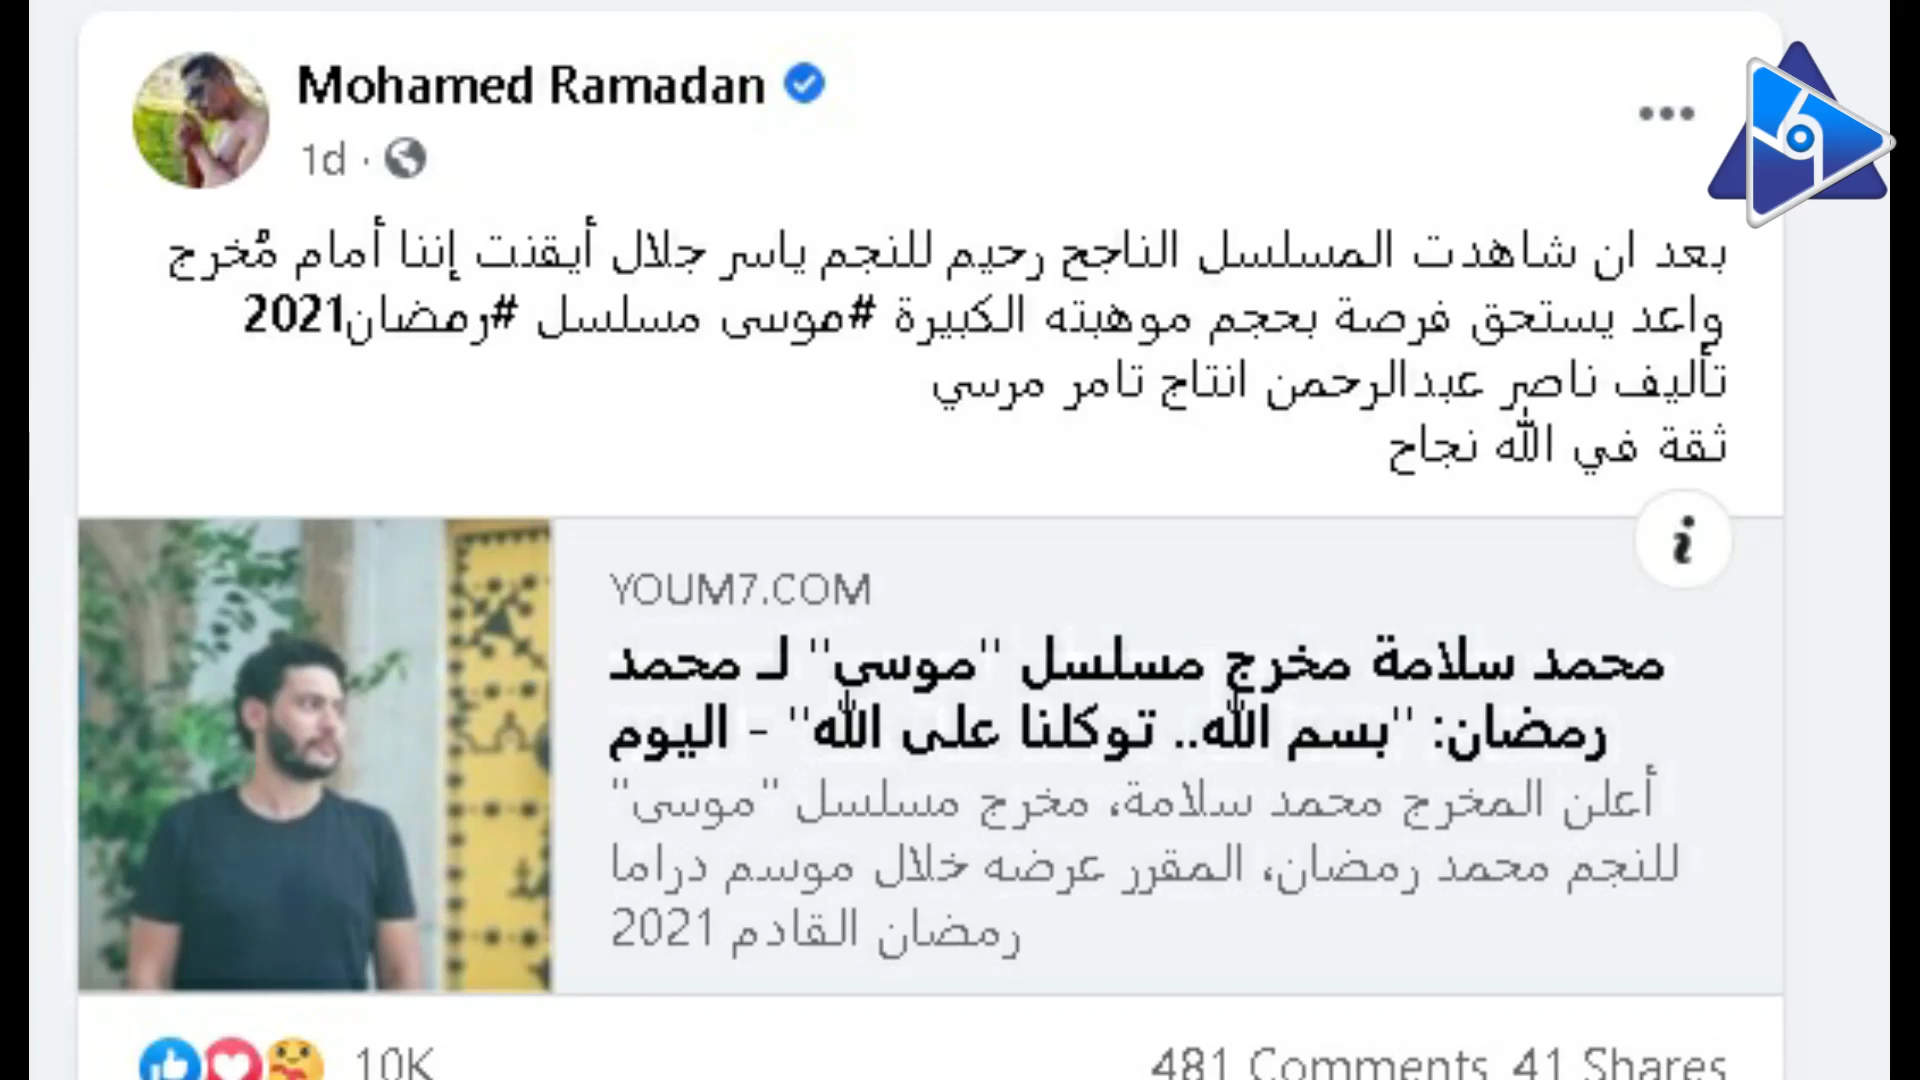 Mohamed Ramadan
1d ·
بعد ان شاهدت المسلسل الناجح رحيم للنجم ياسر جلال أيقنت إننا أمام مُخرج
واعد يستحق فرصة بحجم موهبته الكبيرة #موسى مسلسل #رمضان2021
تأليف ناصر عبدالرحمن انتاج تامر مرسي
ثقة في الله نجاح
YOUM7.COM
محمد سلامة مخرج مسلسل "موسى" لـ محمد
رمضان: "بسم الله.. توكلنا على الله" - اليوم
أعلن المخرج محمد سلامة، مخرج مسلسل "موسى"
للنجم محمد رمضان، المقرر عرضه خلال موسم دراما
رمضان القادم 2021
10K 481 Comments 41 Shares